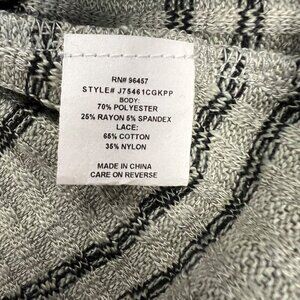 RN# 96457
STYLE# J75461CGKPP
BODY:
70% POLYESTER
25% RAYON 5% SPANDEX
LACE:
65% COTTON
35% NYLON
MADE IN CHINA
CARE ON REVERSE